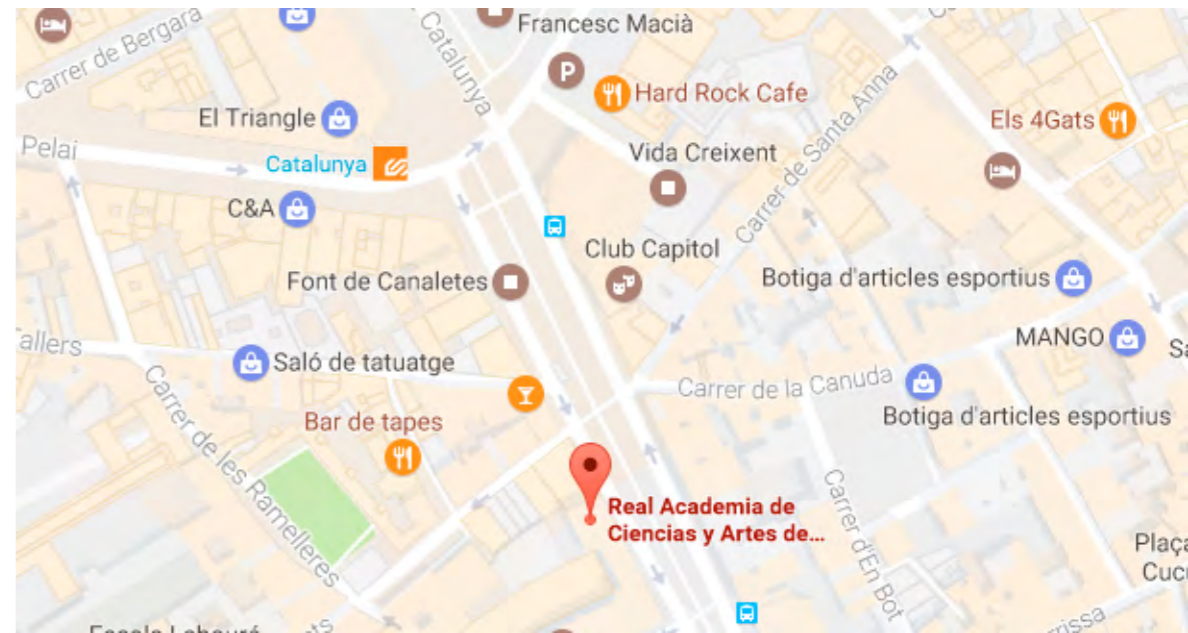 Francesc Macià
Carrer de Bergara
Catalunya
P
Hard Rock Cafe
El Triangle
Els 4Gats
Pelai
Catalunya
Vida Creixent
Carrer de Santa Anna
C&A
Club Capitol
Font de Canaletes
Botiga d'articles esportius
MANGO
allers
Saló de tatuatge
Carrer de la Canuda
Bar de tapes
Botiga d'articles esportius
Carrer de les Ramelleres
Real Academia de
Ciencias y Artes de...
Carrer d'En Bot
Plaça
Cucu